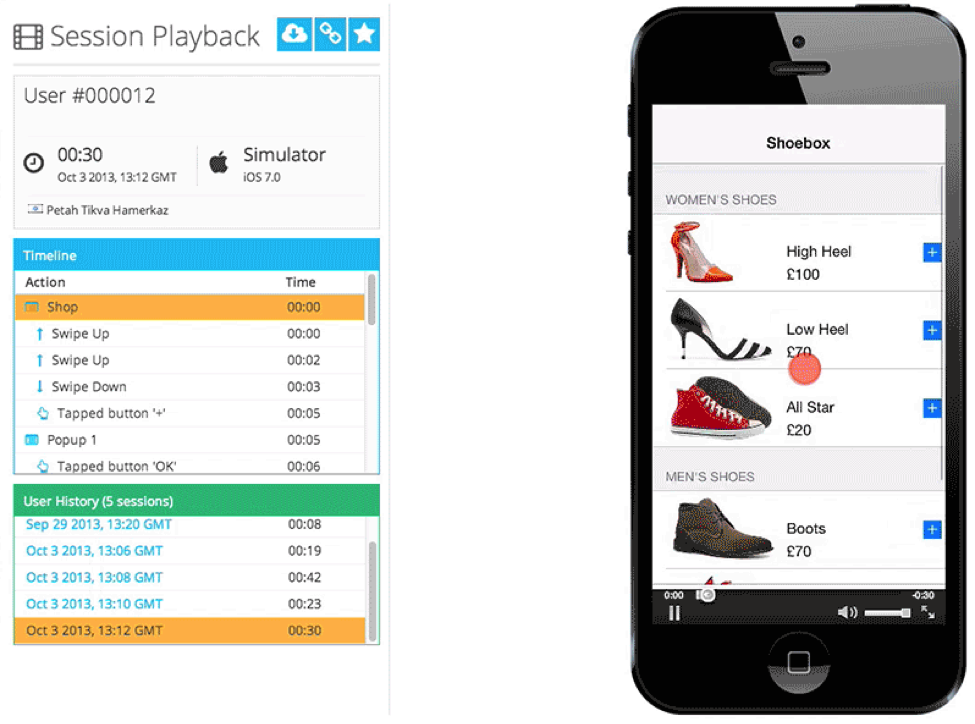 Session Playback
User #000012
00:30
Oct 3 2013, 13:12 GMT
Simulator
iOS 7.0
Petah Tikva Hamerkaz
Timeline
Action Time
Shop 00:00
Swipe Up 00:00
Swipe Up 00:02
Swipe Down 00:03
Tapped button '+' 00:05
Popup 1 00:05
Tapped button 'OK' 00:06
User History (5 sessions)
Sep 29 2013, 13:20 GMT 00:08
Oct 3 2013, 13:06 GMT 00:19
Oct 3 2013, 13:08 GMT 00:42
Oct 3 2013, 13:10 GMT 00:23
Oct 3 2013, 13:12 GMT 00:30
Shoebox
WOMEN'S SHOES
High Heel
£100
+
Low Heel
£70
+
All Star
£20
+
MEN'S SHOES
Boots
£70
+
0:00 -0:30